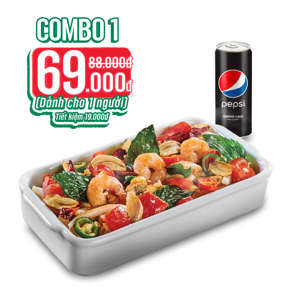 COMBO 1
88.000đ
69.000đ
(Dành cho 1 người)
Tiết kiệm 19.000đ
pepsi